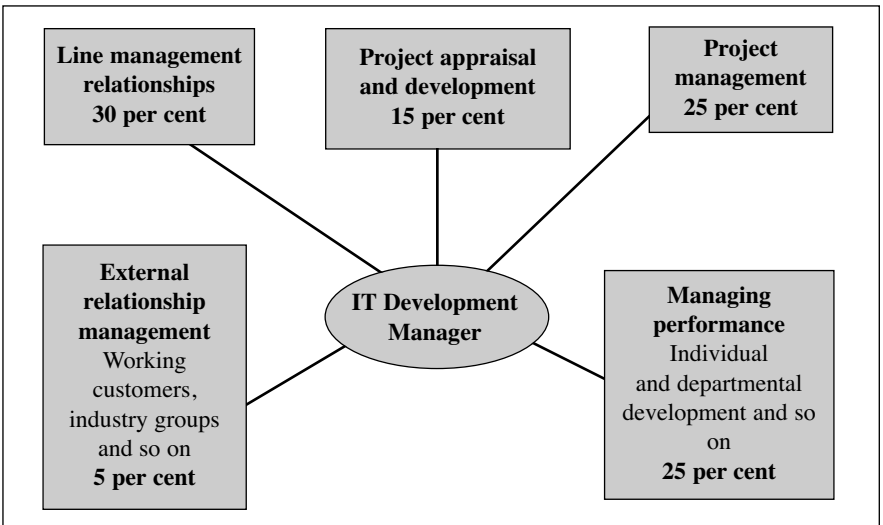 Line management
relationships
30 per cent
Project appraisal
and development
15 per cent
Project
management
25 per cent
External
relationship
management
Working
customers,
industry groups
and so on
5 per cent
IT Development
Manager
Managing
performance
Individual
and departmental
development and so
on
25 per cent